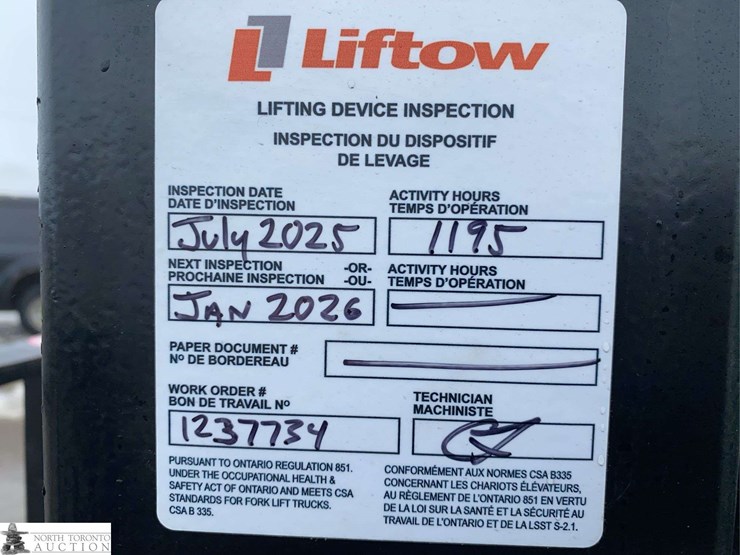 Liftow
LIFTING DEVICE INSPECTION
INSPECTION DU DISPOSITIF
DE LEVAGE
INSPECTION DATE
DATE D'INSPECTION
July 2025
ACTIVITY HOURS
TEMPS D'OPÉRATION
1195
NEXT INSPECTION -OR-
PROCHAINE INSPECTION -OU-
JAN 2026
ACTIVITY HOURS
TEMPS D'OPÉRATION
PAPER DOCUMENT #
Nº DE BORDEREAU
WORK ORDER #
BON DE TRAVAIL Nº
1237734
TECHNICIAN
MACHINISTE
PURSUANT TO ONTARIO REGULATION 851.
UNDER THE OCCUPATIONAL HEALTH &
SAFETY ACT OF ONTARIO AND MEETS CSA
STANDARDS FOR FORK LIFT TRUCKS.
CSA B 335.
CONFORMÉMENT AUX NORMES CSA B335
CONCERNANT LES CHARIOTS ÉLÉVATEURS,
AU RÈGLEMENT DE L'ONTARIO 851 EN VERTU
DE LA LOI SUR LA SANTÉ ET LA SÉCURITÉ AU
TRAVAIL DE L'ONTARIO ET DE LA LSST S-2.1.
NORTH TORONTO
AUCTION